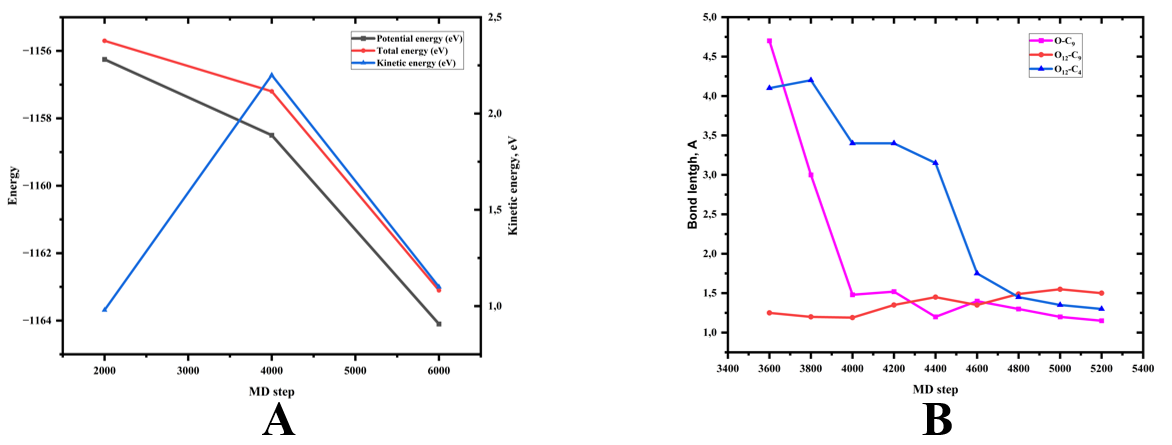 Potential energy (eV)
Total energy (eV)
Kinetic energy (eV)
Energy
−1156
−1158
−1160
−1162
−1164
2,5
2,0
1,5
1,0
Kinetic energy, eV
2000 3000 4000 5000 6000
MD step
A
O-C9
O12-C9
O12-C4
Bond lentgh, A
5,0
4,5
4,0
3,5
3,0
2,5
2,0
1,5
1,0
3400 3600 3800 4000 4200 4400 4600 4800 5000 5200 5400
MD step
B